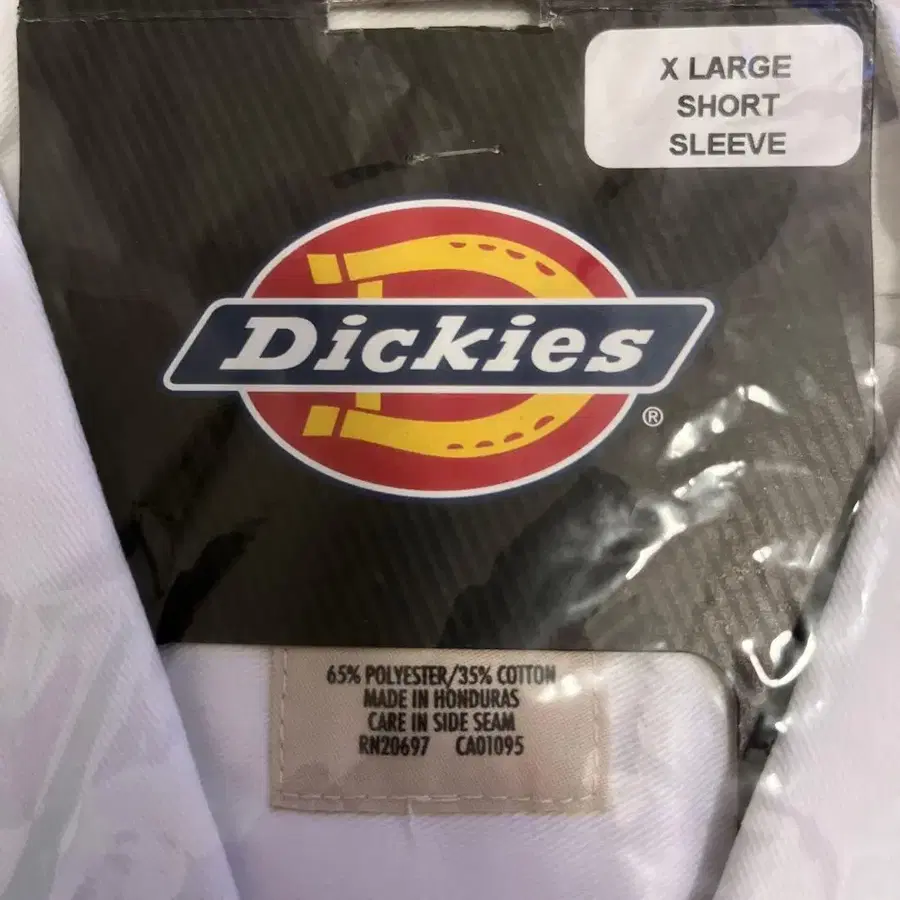 X LARGE
SHORT
SLEEVE
Dickies
®
65% POLYESTER/35% COTTON
MADE IN HONDURAS
CARE IN SIDE SEAM
RN20697 CA01095